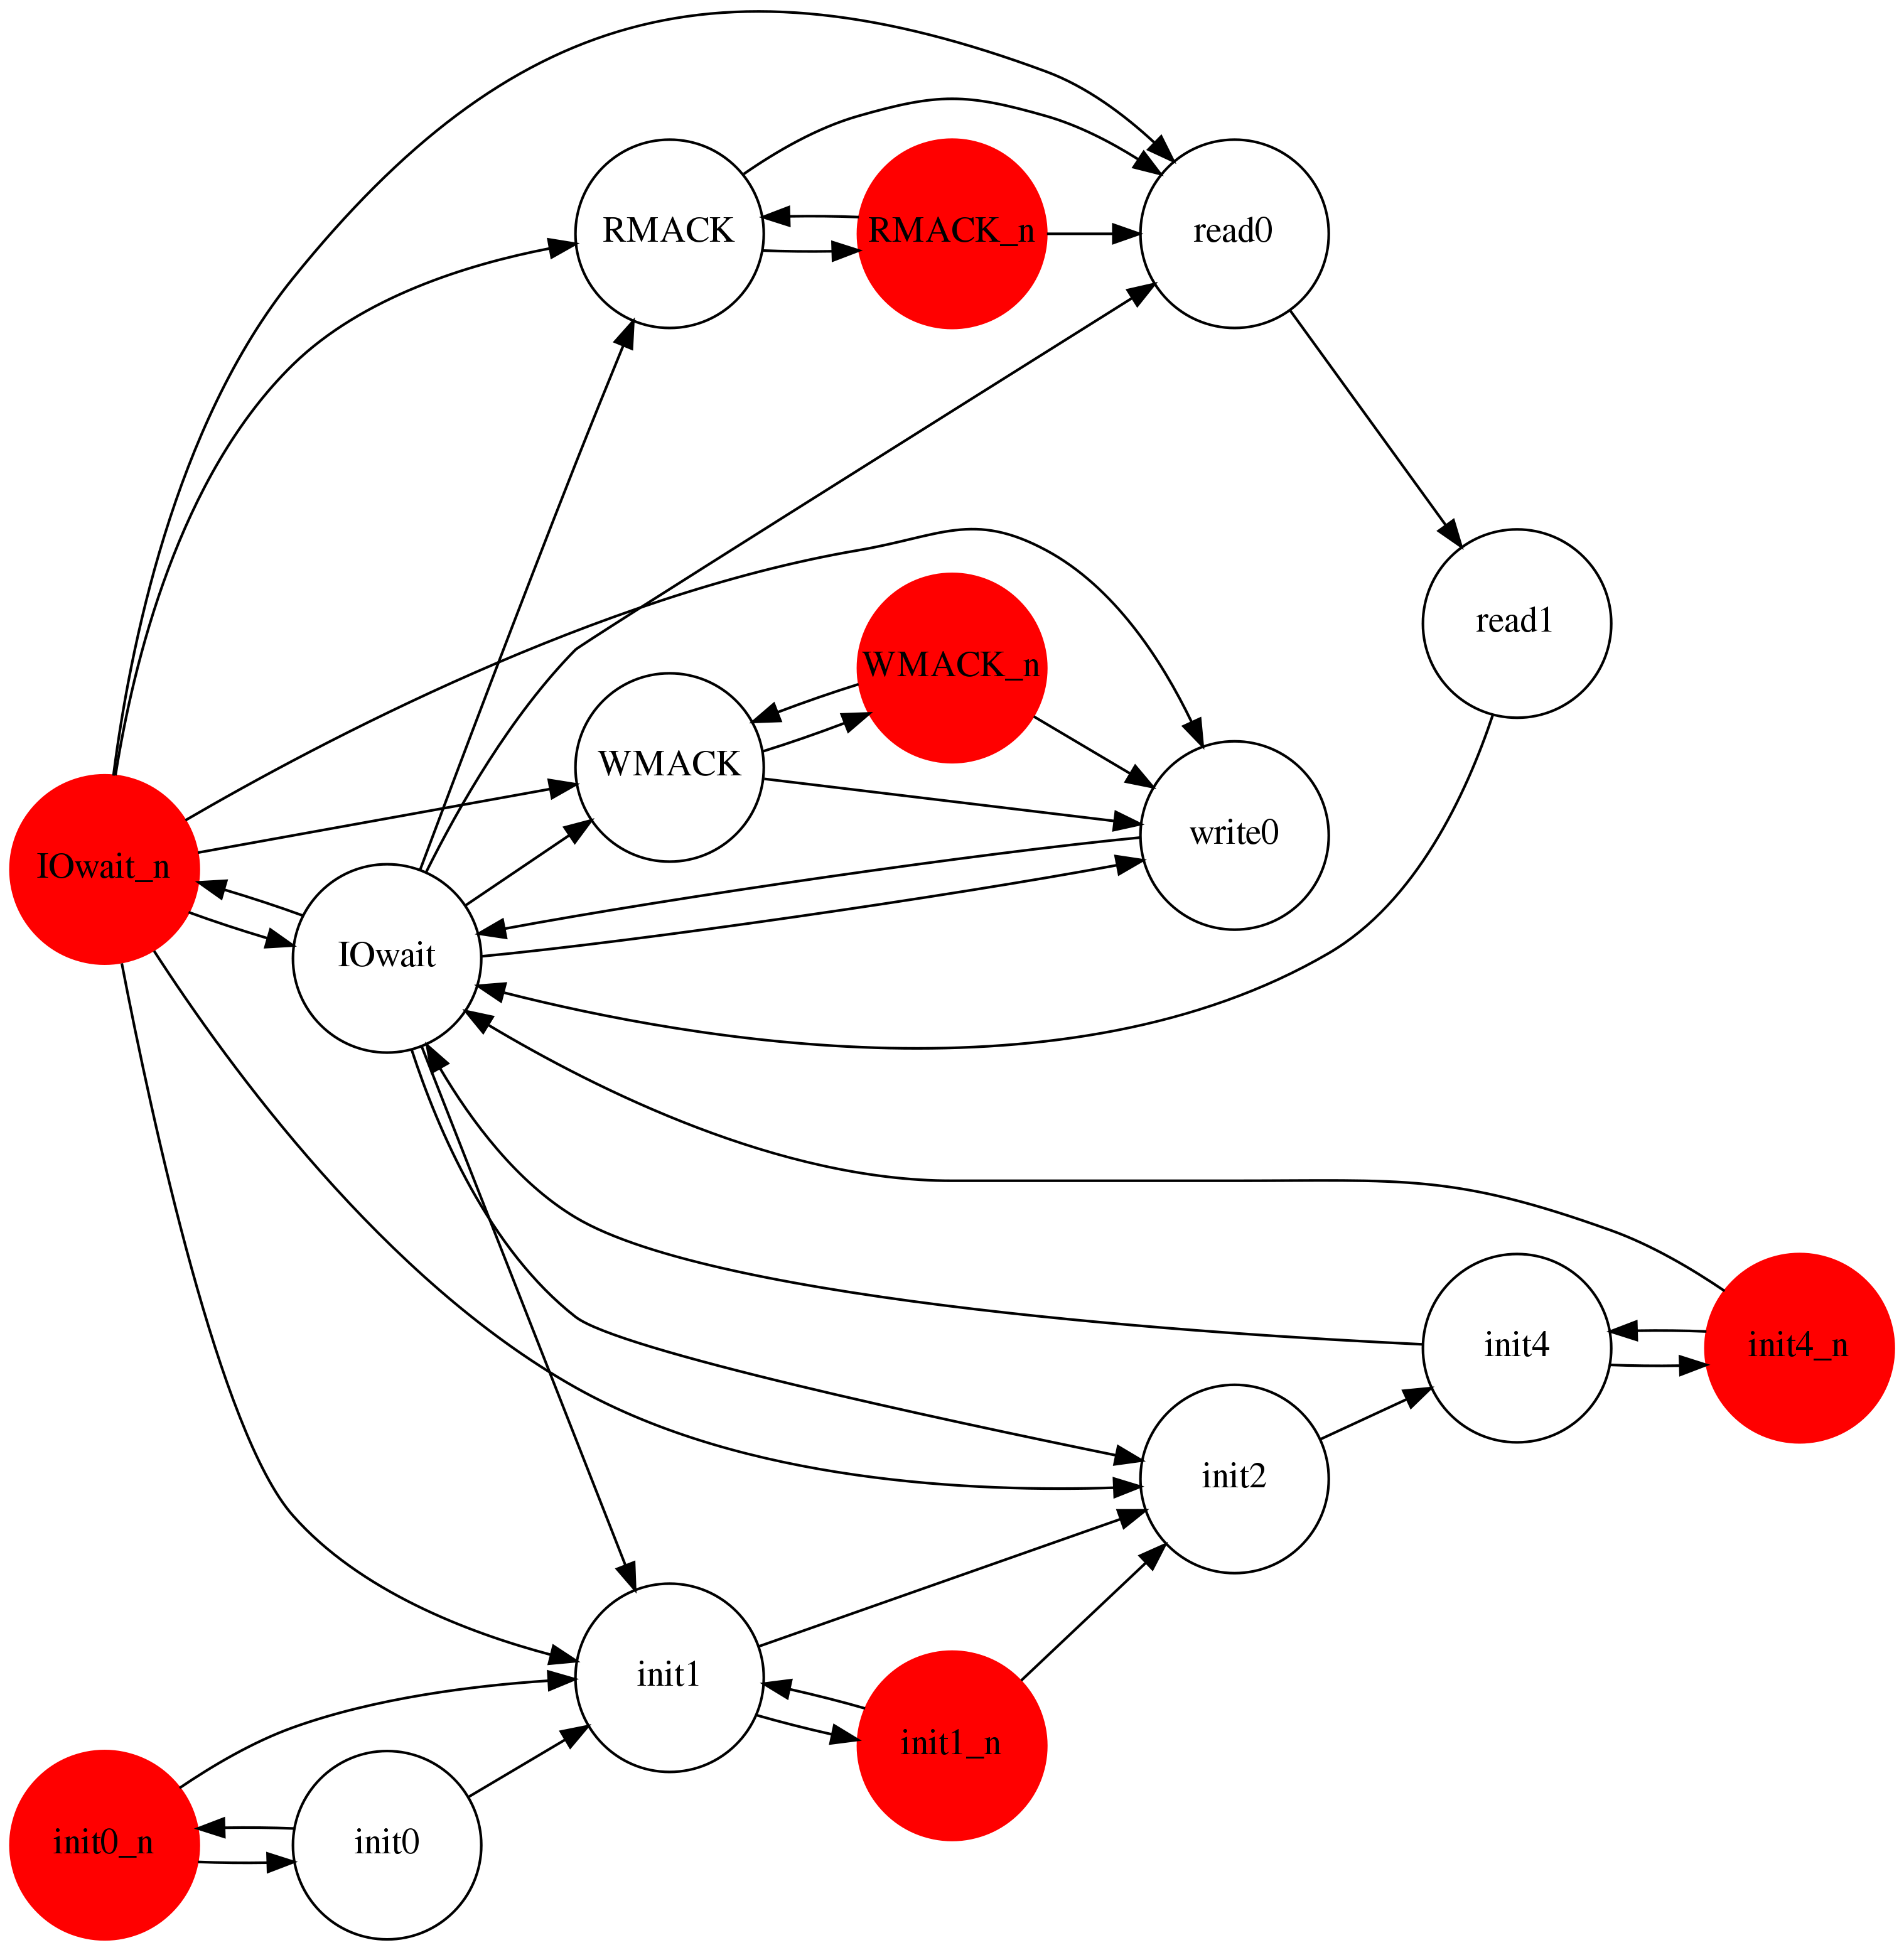 RMACK
RMACK_n
read0
read1
WMACK_n
WMACK
write0
IOwait_n
IOwait
init4
init4_n
init2
init1
init1_n
init0_n
init0